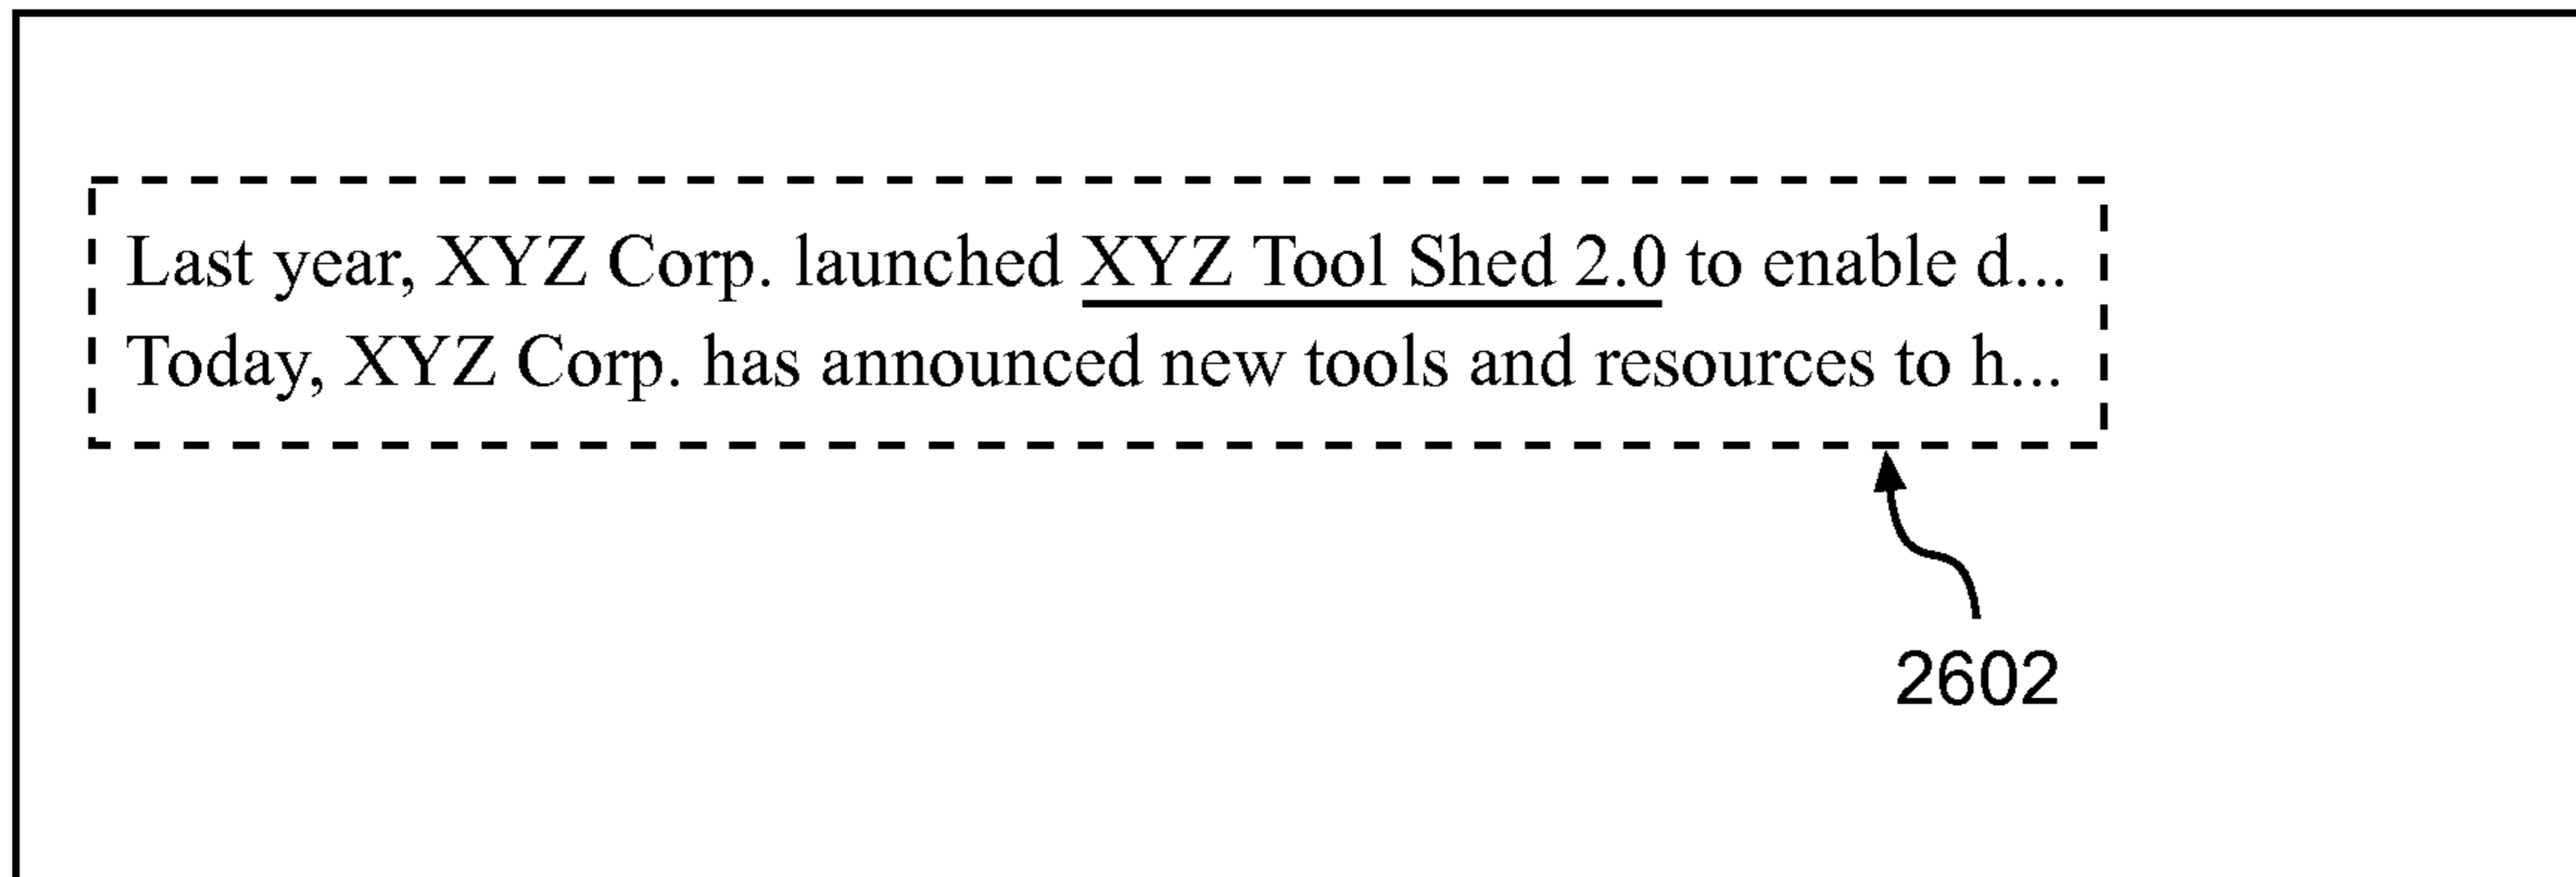 Last year, XYZ Corp. launched XYZ Tool Shed 2.0 to enable d...
Today, XYZ Corp. has announced new tools and resources to h...
2602